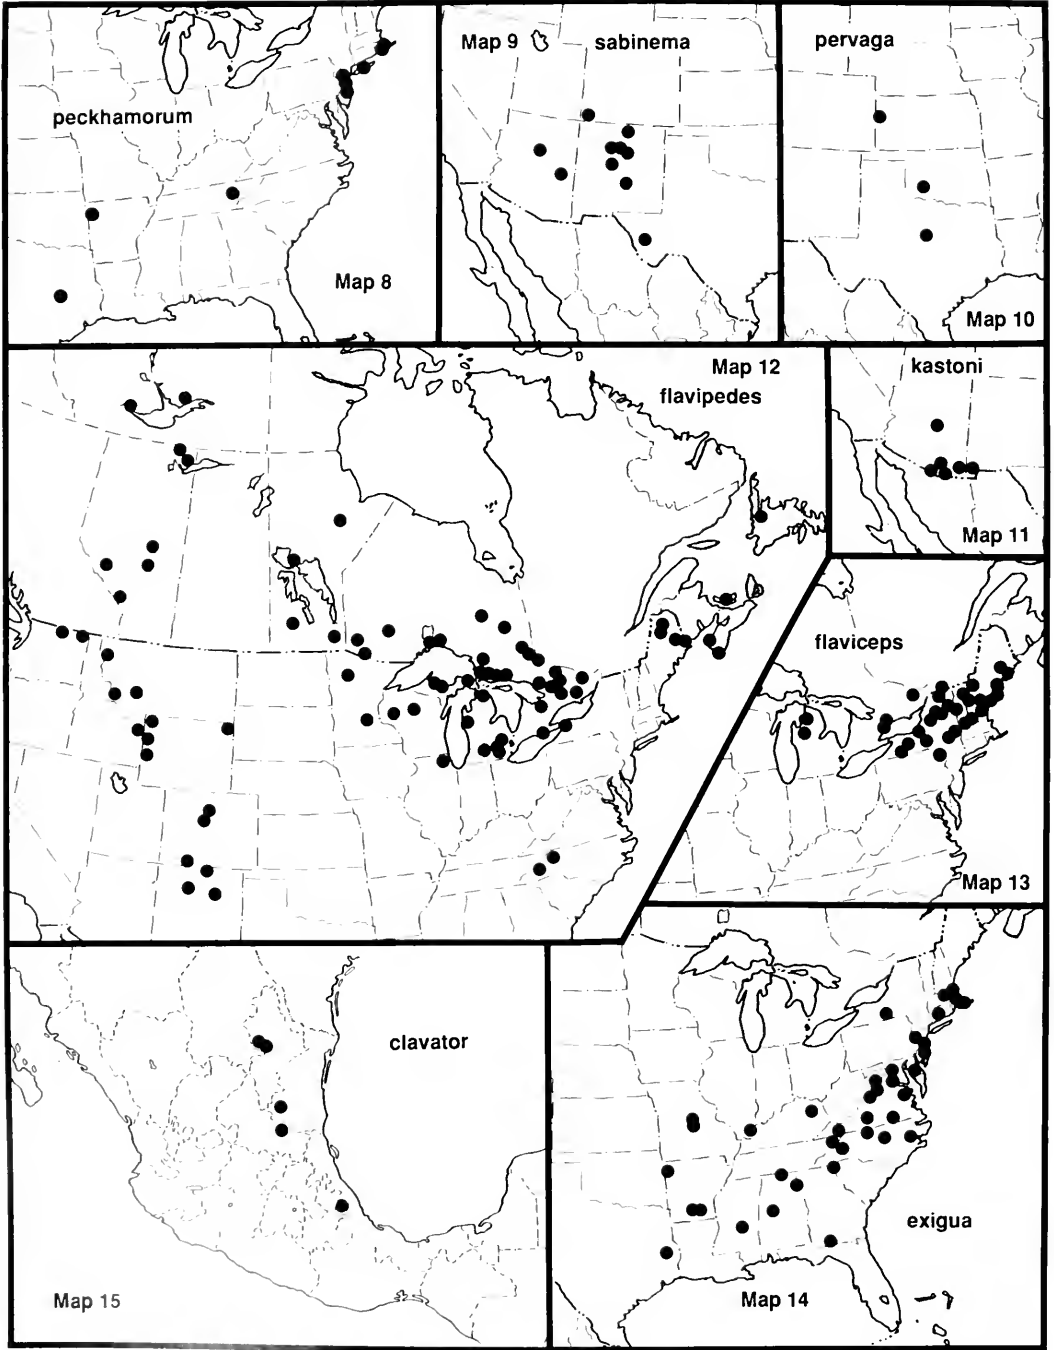 peckhamorum
Map 8
Map 9
sabinema
pervaga
Map 10
Map 12
flavipedes
kastoni
Map 11
flaviceps
Map 13
clavator
Map 15
exigua
Map 14